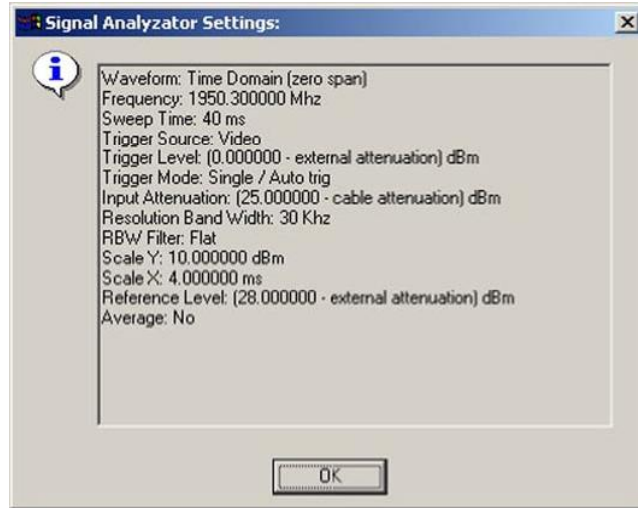 Signal Analyzator Settings:
Waveform: Time Domain (zero span)
Frequency: 1950.300000 Mhz
Sweep Time: 40 ms
Trigger Source: Video
Trigger Level: (0.000000 - external attenuation) dBm
Trigger Mode: Single / Auto trig
Input Attenuation: (25.000000 - cable attenuation) dBm
Resolution Band Width: 30 Khz
RBW Filter: Flat
Scale Y: 10.000000 dBm
Scale X: 4.000000 ms
Reference Level: (28.000000 - external attenuation) dBm
Average: No
OK